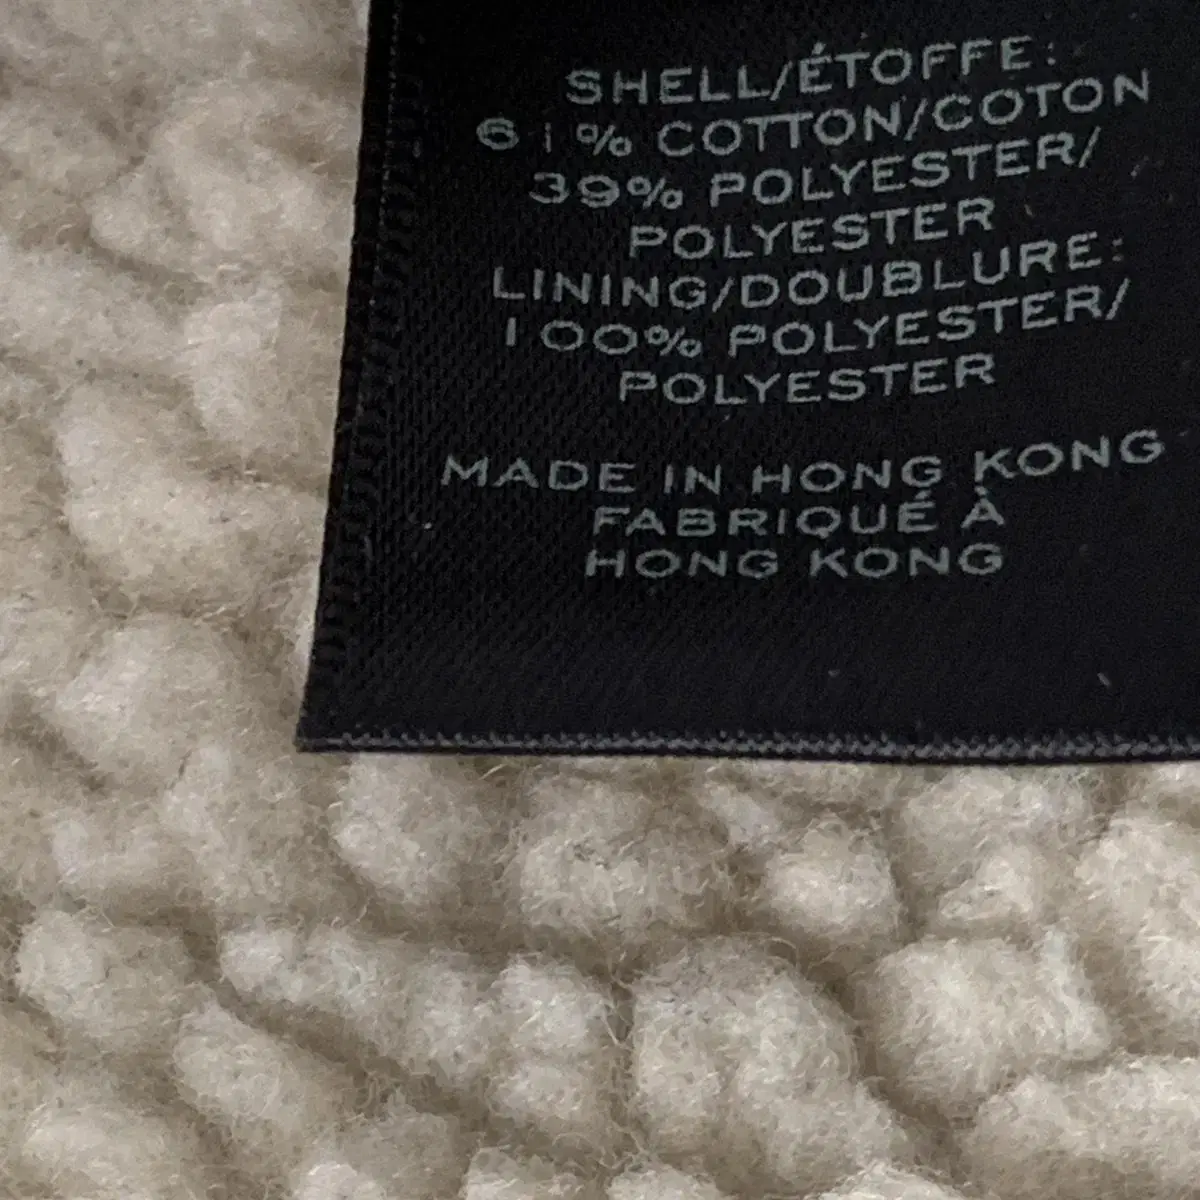 SHELL/ÉTOFFE:
61% COTTON/COTON
39% POLYESTER/
POLYESTER
LINING/DOUBLURE:
100% POLYESTER/
POLYESTER
MADE IN HONG KONG
FABRIQUÉ À
HONG KONG